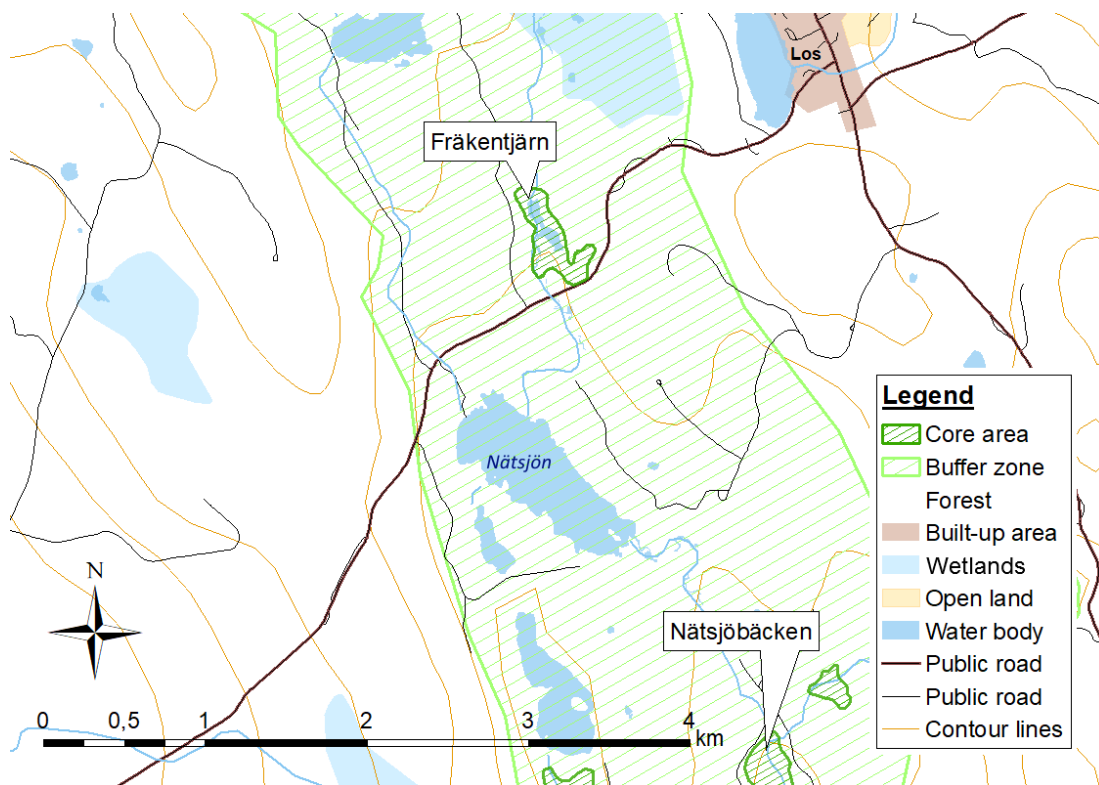 Los
Fräkentjärn
Nätsjön
Legend
Core area
Buffer zone
Forest
Built-up area
Wetlands
Open land
Water body
Public road
Public road
Contour lines
N
Nätsjöbäcken
0 0,5 1 2 3 4
km